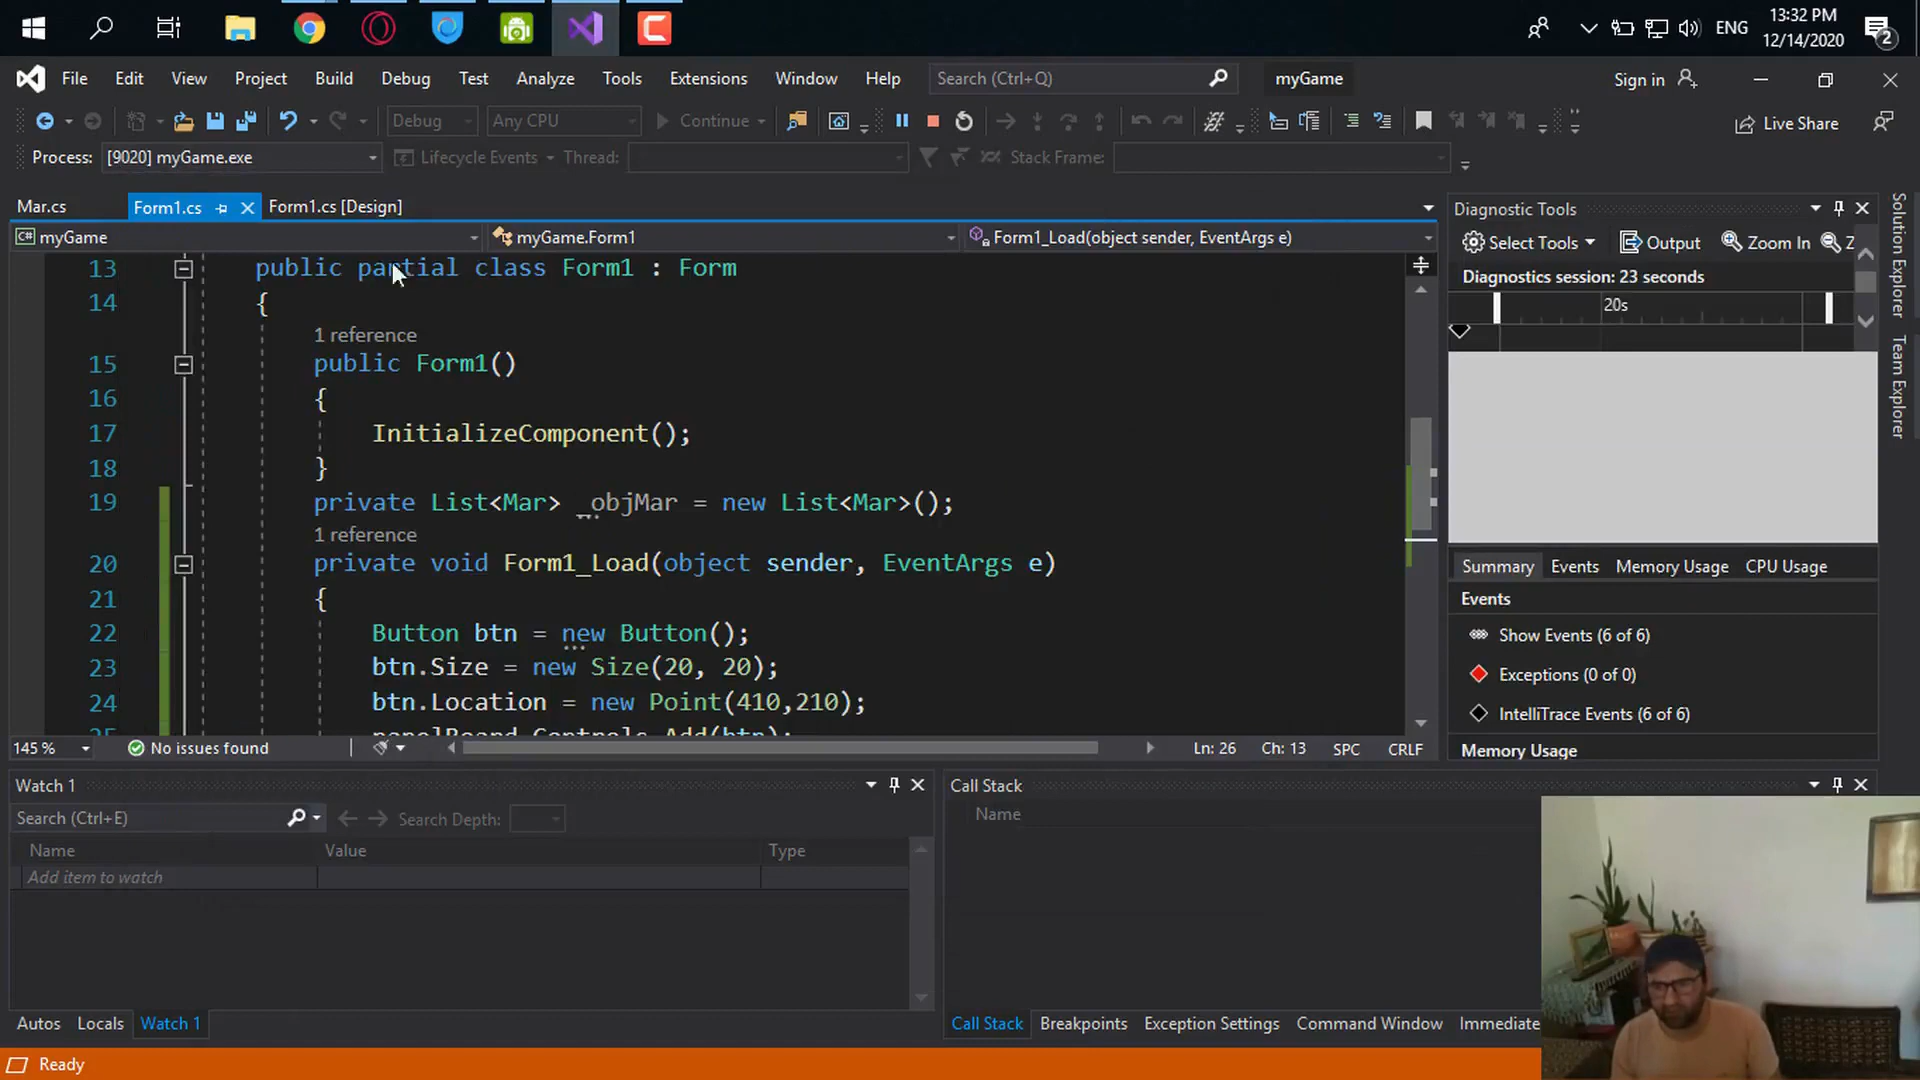 ENG
13:32 PM
12/14/2020
2
File Edit View Project Build Debug Test Analyze Tools Extensions Window Help
Search (Ctrl+Q)
myGame
Sign in
Debug Any CPU Continue
Live Share
Process: [9020] myGame.exe Lifecycle Events Thread: Stack Frame:
Mar.cs Form1.cs Form1.cs [Design]
C# myGame myGame.Form1 Form1_Load(object sender, EventArgs e)
13 public partial class Form1 : Form
14 {
1 reference
15 public Form1()
16 {
17 InitializeComponent();
18 }
19 private List<Mar> _objMar = new List<Mar>();
1 reference
20 private void Form1_Load(object sender, EventArgs e)
21 {
22 Button btn = new Button();
23 btn.Size = new Size(20, 20);
24 btn.Location = new Point(410,210);
25 panelBoard.Controls.Add(btn);
145 % No issues found Ln: 26 Ch: 13 SPC CRLF
Diagnostic Tools
Select Tools Output Zoom In Z
Diagnostics session: 23 seconds
20s
Summary Events Memory Usage CPU Usage
Events
Show Events (6 of 6)
Exceptions (0 of 0)
IntelliTrace Events (6 of 6)
Memory Usage
Solution Explorer
Team Explorer
Watch 1
Search (Ctrl+E) Search Depth:
Name Value Type
Add item to watch
Autos Locals Watch 1
Call Stack
Name
Call Stack Breakpoints Exception Settings Command Window Immediate
Ready